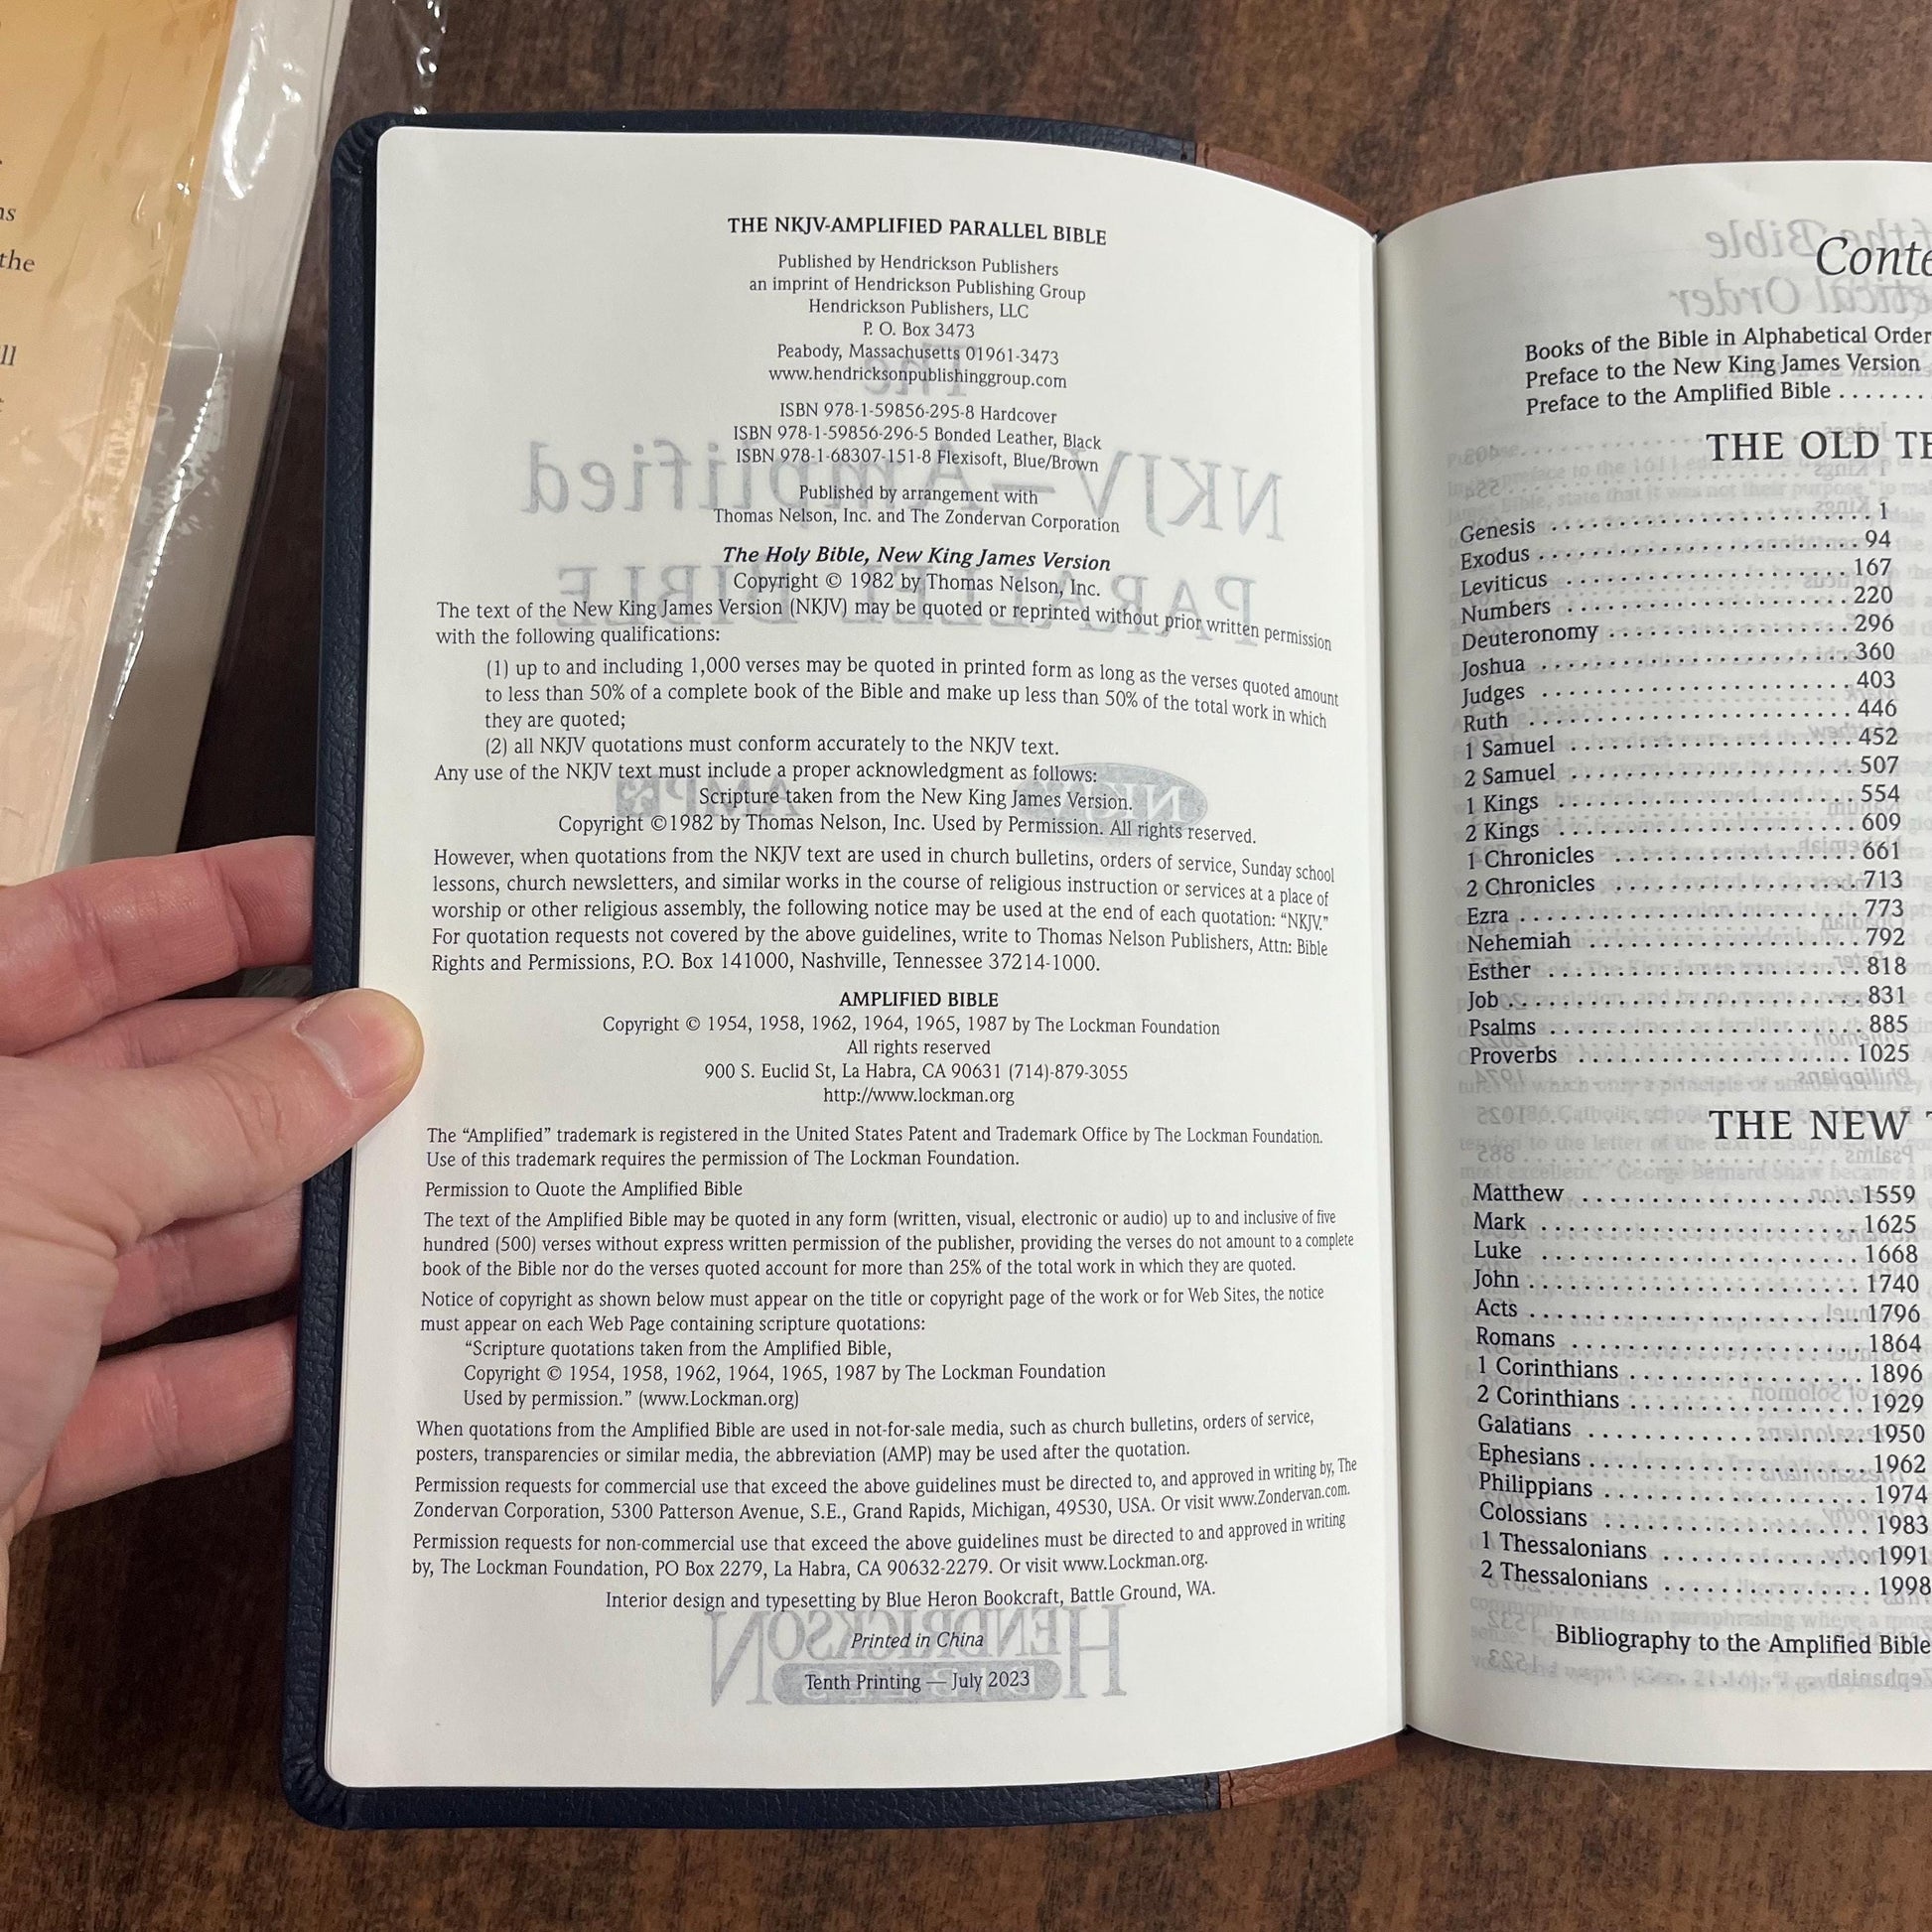 ns
the
ll
THE NKJV-AMPLIFIED PARALLEL BIBLE
Published by Hendrickson Publishers
an imprint of Hendrickson Publishing Group
Hendrickson Publishers, LLC
P. O. Box 3473
Peabody, Massachusetts 01961-3473
www.hendricksonpublishinggroup.com
ISBN 978-1-59856-295-8 Hardcover
ISBN 978-1-59856-296-5 Bonded Leather, Black
ISBN 978-1-68307-151-8 Flexisoft, Blue/Brown
Published by arrangement with
Thomas Nelson, Inc. and The Zondervan Corporation
The Holy Bible, New King James Version
Copyright © 1982 by Thomas Nelson, Inc.
The text of the New King James Version (NKJV) may be quoted or reprinted without prior written permission
with the following qualifications:
(1) up to and including 1,000 verses may be quoted in printed form as long as the verses quoted amount
to less than 50% of a complete book of the Bible and make up less than 50% of the total work in which
they are quoted;
(2) all NKJV quotations must conform accurately to the NKJV text.
Any use of the NKJV text must include a proper acknowledgment as follows:
Scripture taken from the New King James Version.
Copyright ©1982 by Thomas Nelson, Inc. Used by Permission. All rights reserved.
However, when quotations from the NKJV text are used in church bulletins, orders of service, Sunday school
lessons, church newsletters, and similar works in the course of religious instruction or services at a place of
worship or other religious assembly, the following notice may be used at the end of each quotation: “NKJV.”
For quotation requests not covered by the above guidelines, write to Thomas Nelson Publishers, Attn: Bible
Rights and Permissions, P.O. Box 141000, Nashville, Tennessee 37214-1000.
AMPLIFIED BIBLE
Copyright © 1954, 1958, 1962, 1964, 1965, 1987 by The Lockman Foundation
All rights reserved
900 S. Euclid St, La Habra, CA 90631 (714)-879-3055
http://www.lockman.org
The “Amplified” trademark is registered in the United States Patent and Trademark Office by The Lockman Foundation.
Use of this trademark requires the permission of The Lockman Foundation.
Permission to Quote the Amplified Bible
The text of the Amplified Bible may be quoted in any form (written, visual, electronic or audio) up to and inclusive of five
hundred (500) verses without express written permission of the publisher, providing the verses do not amount to a complete
book of the Bible nor do the verses quoted account for more than 25% of the total work in which they are quoted.
Notice of copyright as shown below must appear on the title or copyright page of the work or for Web Sites, the notice
must appear on each Web Page containing scripture quotations:
“Scripture quotations taken from the Amplified Bible,
Copyright © 1954, 1958, 1962, 1964, 1965, 1987 by The Lockman Foundation
Used by permission.” (www.Lockman.org)
When quotations from the Amplified Bible are used in not-for-sale media, such as church bulletins, orders of service,
posters, transparencies or similar media, the abbreviation (AMP) may be used after the quotation.
Permission requests for commercial use that exceed the above guidelines must be directed to, and approved in writing by, The
Zondervan Corporation, 5300 Patterson Avenue, S.E., Grand Rapids, Michigan, 49530, USA. Or visit www.Zondervan.com.
Permission requests for non-commercial use that exceed the above guidelines must be directed to and approved in writing
by, The Lockman Foundation, PO Box 2279, La Habra, CA 90632-2279. Or visit www.Lockman.org.
Interior design and typesetting by Blue Heron Bookcraft, Battle Ground, WA.
Printed in China
Tenth Printing — July 2023
Conte
Books of the Bible in Alphabetical Order
Preface to the New King James Version
Preface to the Amplified Bible . . . . . . .
THE OLD TE
Genesis . . . . . . . . . . 1
Exodus . . . . . . . . . . 94
Leviticus . . . . . . . . . . 167
Numbers . . . . . . . . . . 220
Deuteronomy . . . . . . . . . . 296
Joshua . . . . . . . . . . 360
Judges . . . . . . . . . . 403
Ruth . . . . . . . . . . 446
1 Samuel . . . . . . . . . . 452
2 Samuel . . . . . . . . . . 507
1 Kings . . . . . . . . . . 554
2 Kings . . . . . . . . . . 609
1 Chronicles . . . . . . . . . . 661
2 Chronicles . . . . . . . . . . 713
Ezra . . . . . . . . . . 773
Nehemiah . . . . . . . . . . 792
Esther . . . . . . . . . . 818
Job . . . . . . . . . . 831
Psalms . . . . . . . . . . 885
Proverbs . . . . . . . . . . 1025
THE NEW
Matthew . . . . . . . . . . 1559
Mark . . . . . . . . . . 1625
Luke . . . . . . . . . . 1668
John . . . . . . . . . . 1740
Acts . . . . . . . . . . 1796
Romans . . . . . . . . . . 1864
1 Corinthians . . . . . . . . . . 1896
2 Corinthians . . . . . . . . . . 1929
Galatians . . . . . . . . . . 1950
Ephesians . . . . . . . . . . 1962
Philippians . . . . . . . . . . 1974
Colossians . . . . . . . . . . 1983
1 Thessalonians . . . . . . . . . . 1991
2 Thessalonians . . . . . . . . . . 1998
Bibliography to the Amplified Bible